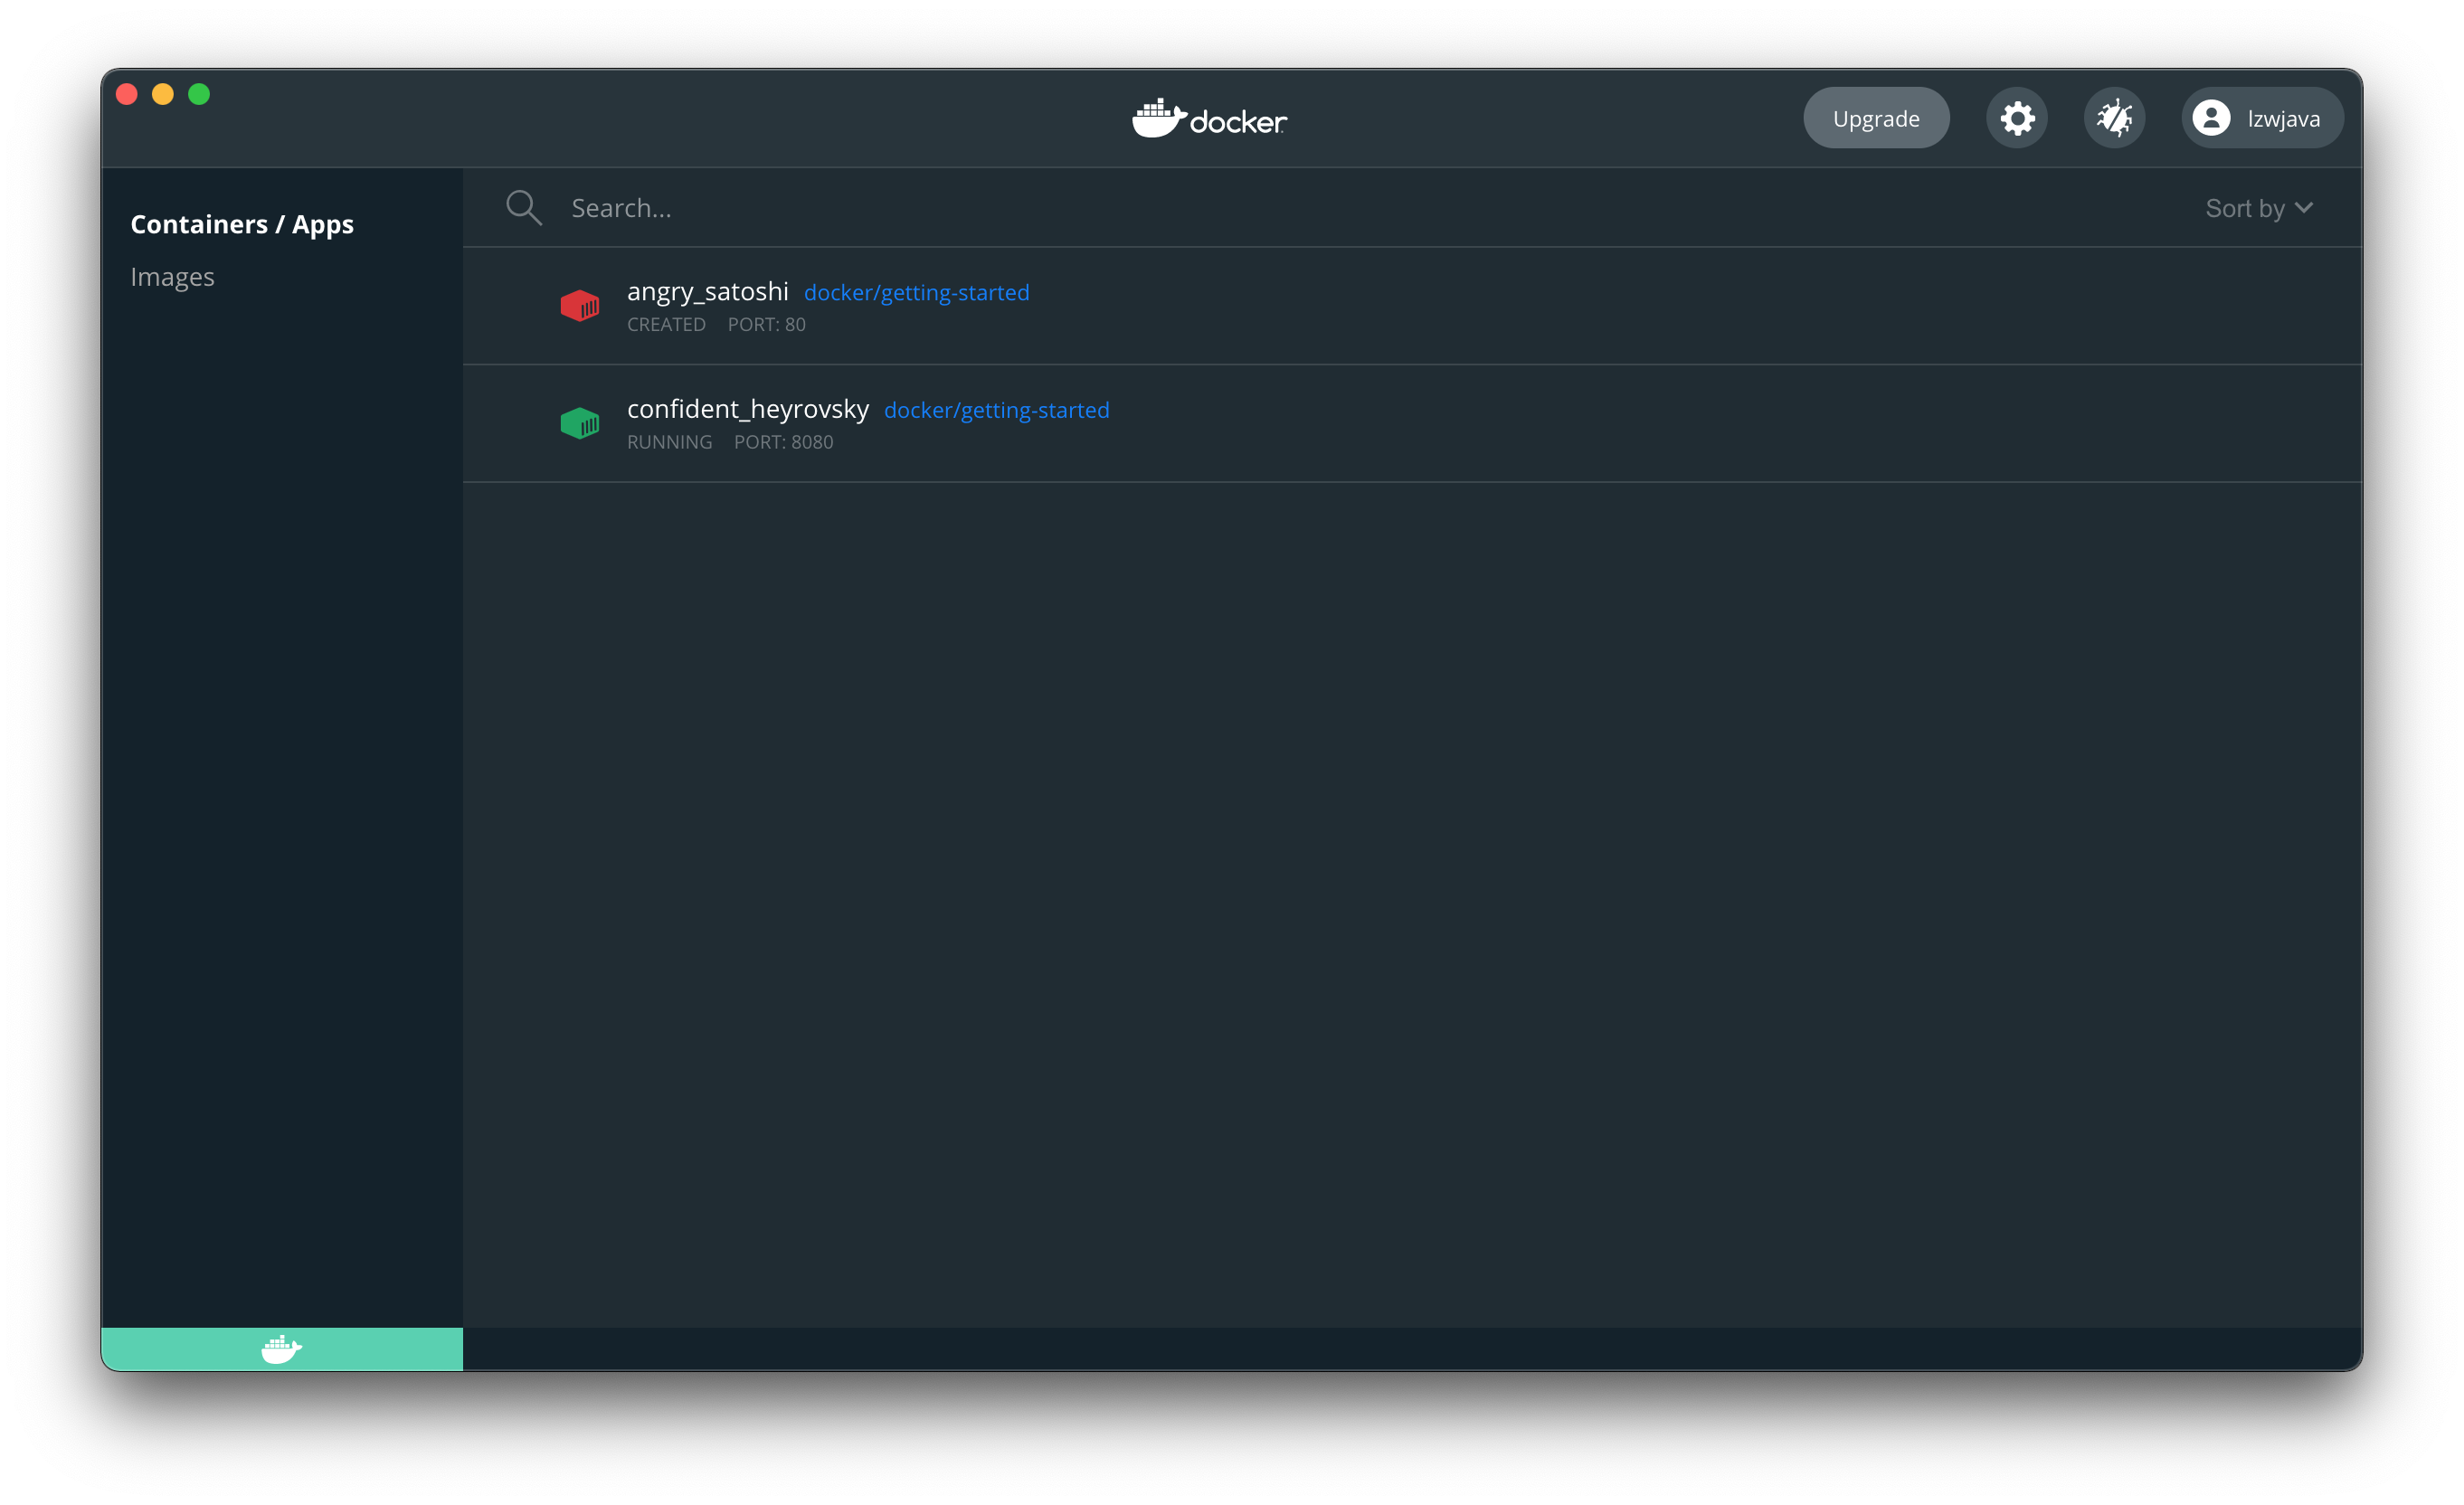 docker
Upgrade
lzwjava
Containers / Apps
Images
Search...
Sort by
angry_satoshi docker/getting-started
CREATED PORT: 80
confident_heyrovsky docker/getting-started
RUNNING PORT: 8080